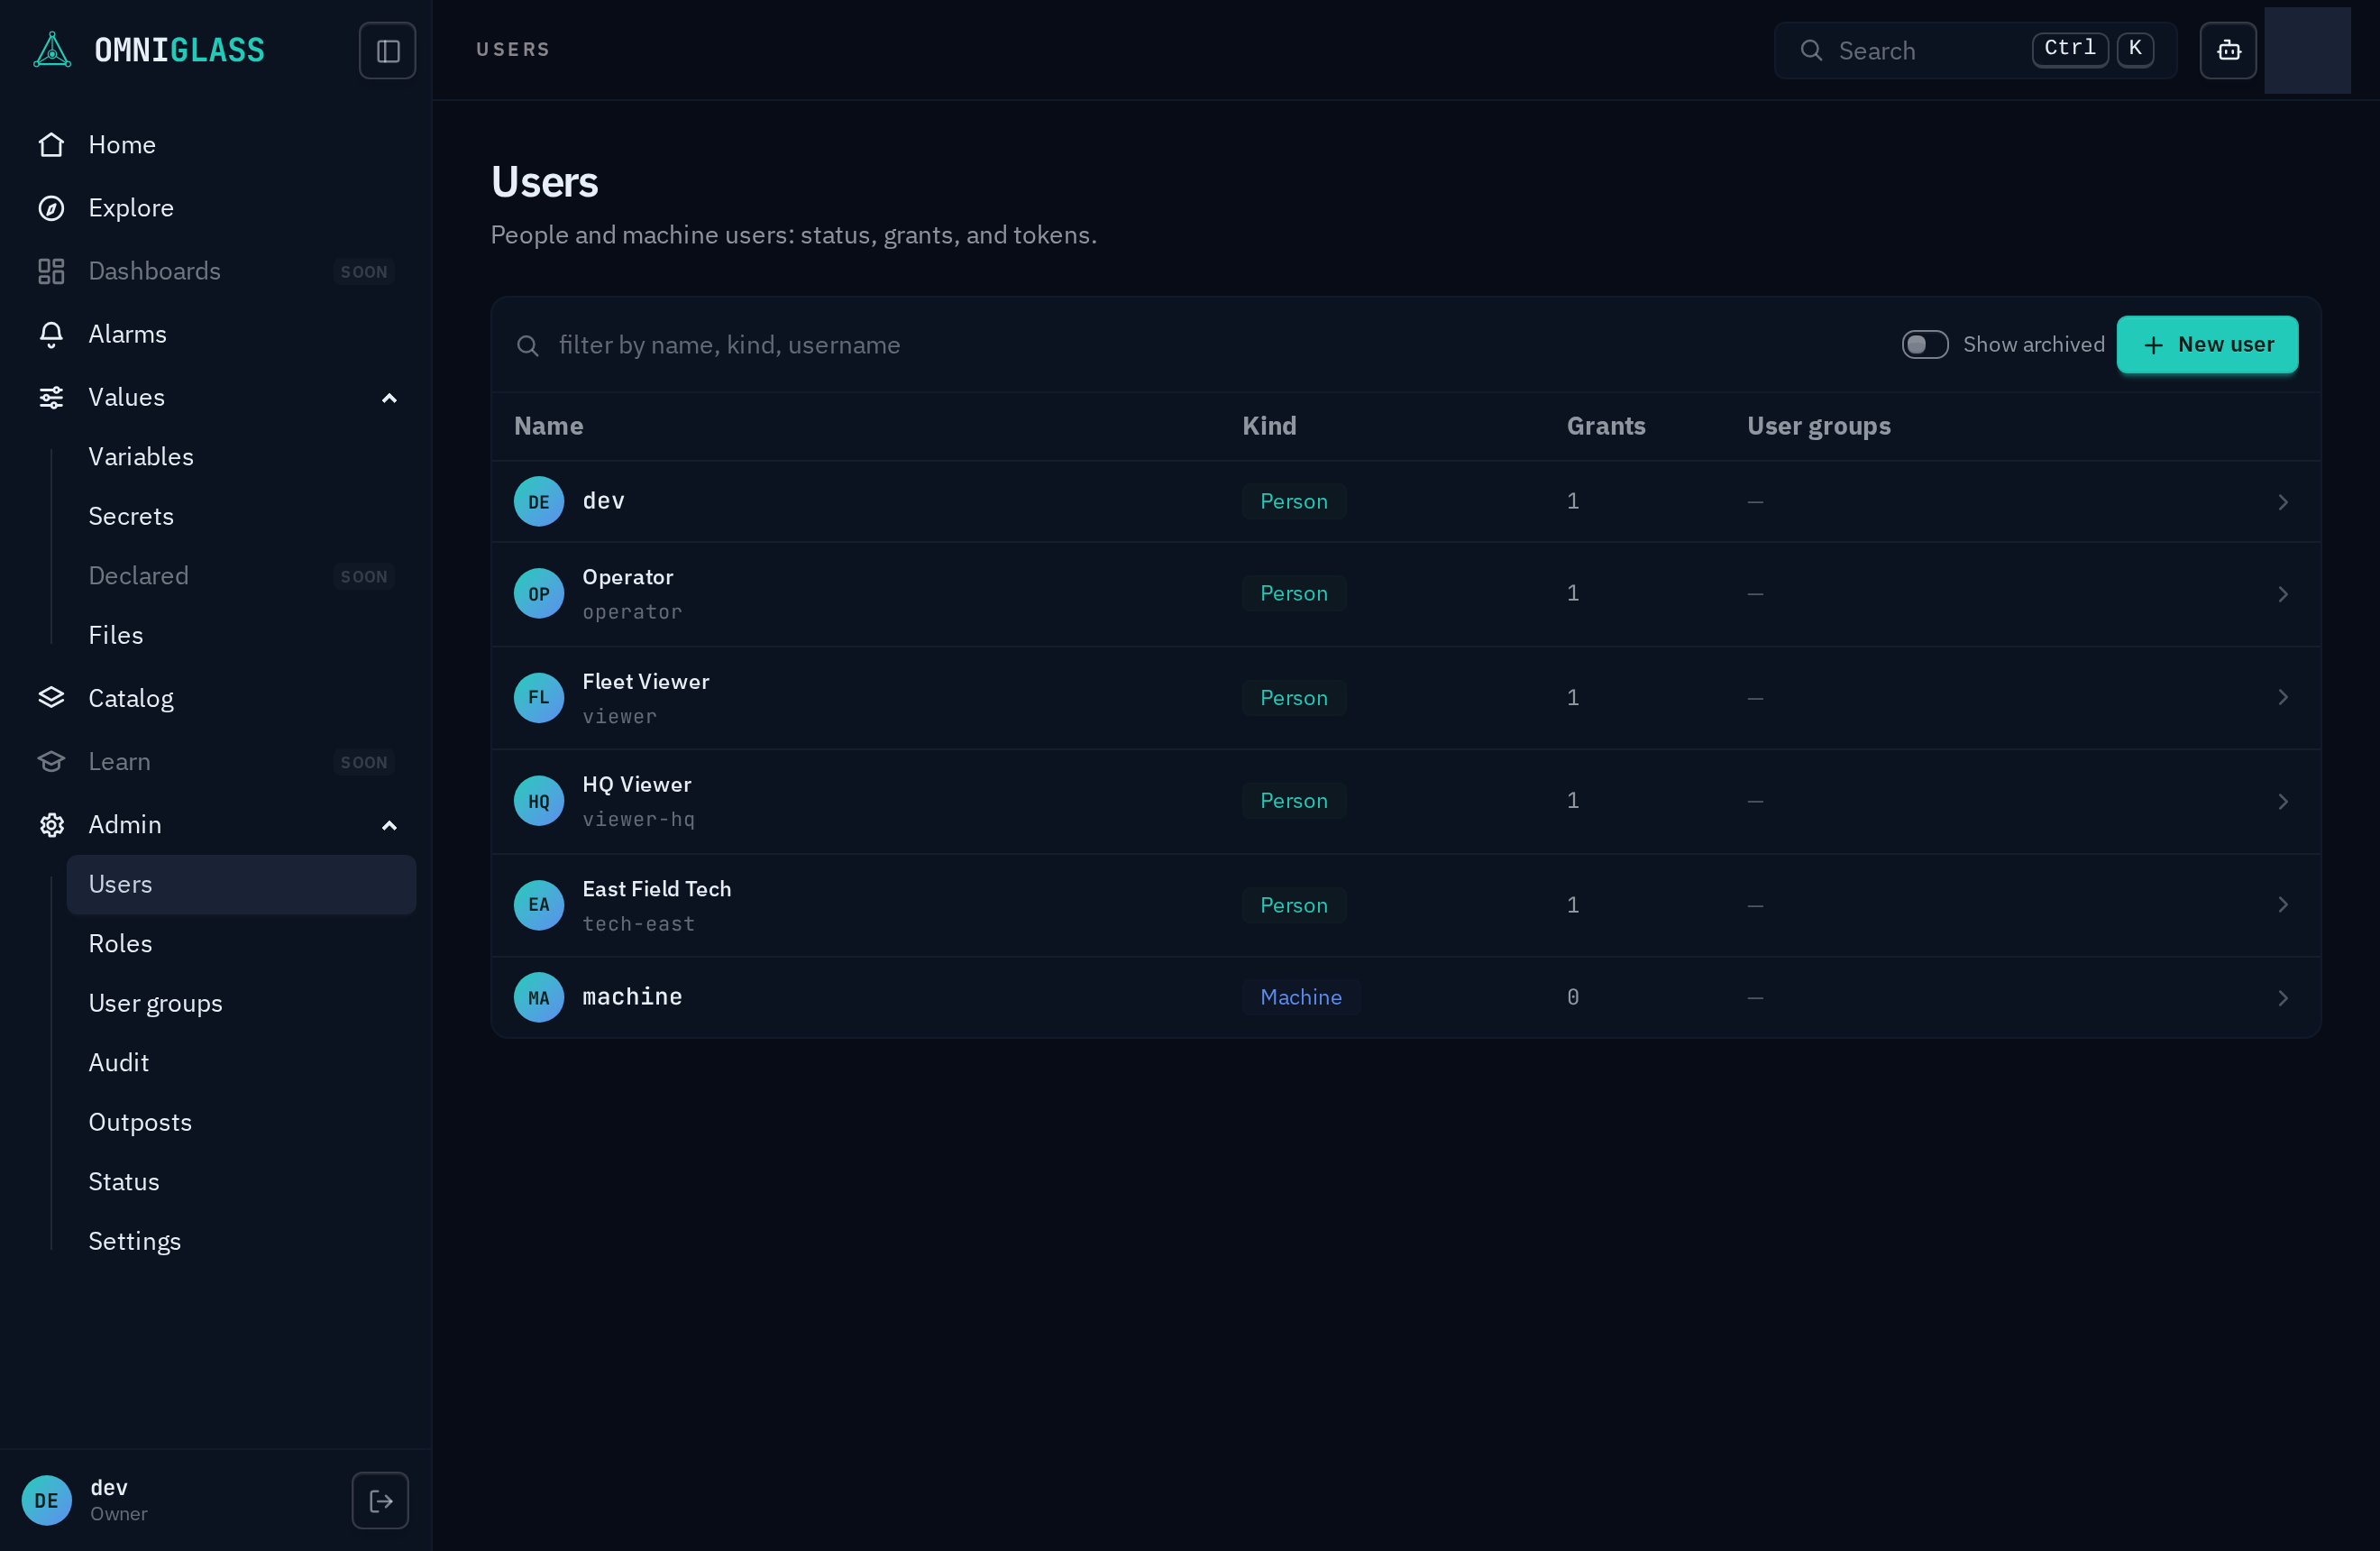 OMNIGLASS
Home
Explore
Dashboards SOON
Alarms
Values
Variables
Secrets
Declared SOON
Files
Catalog
Learn SOON
Admin
Users
Roles
User groups
Audit
Outposts
Status
Settings
DE dev
Owner
USERS
Search Ctrl K
Users
People and machine users: status, grants, and tokens.
filter by name, kind, username Show archived + New user
Name Kind Grants User groups
DE dev Person 1 —
OP Operator operator Person 1 —
FL Fleet Viewer viewer Person 1 —
HQ HQ Viewer viewer-hq Person 1 —
EA East Field Tech tech-east Person 1 —
MA machine Machine 0 —